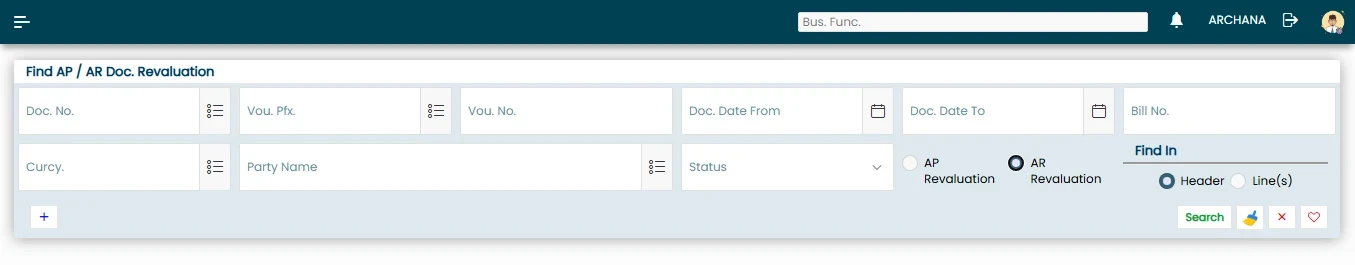 Bus. Func.
ARCHANA
Find AP / AR Doc. Revaluation
Doc. No.
Vou. Pfx.
Vou. No.
Doc. Date From
Doc. Date To
Bill No.
Curcy.
Party Name
Status
AP
Revaluation
AR
Revaluation
Find In
Header
Line(s)
+
Search